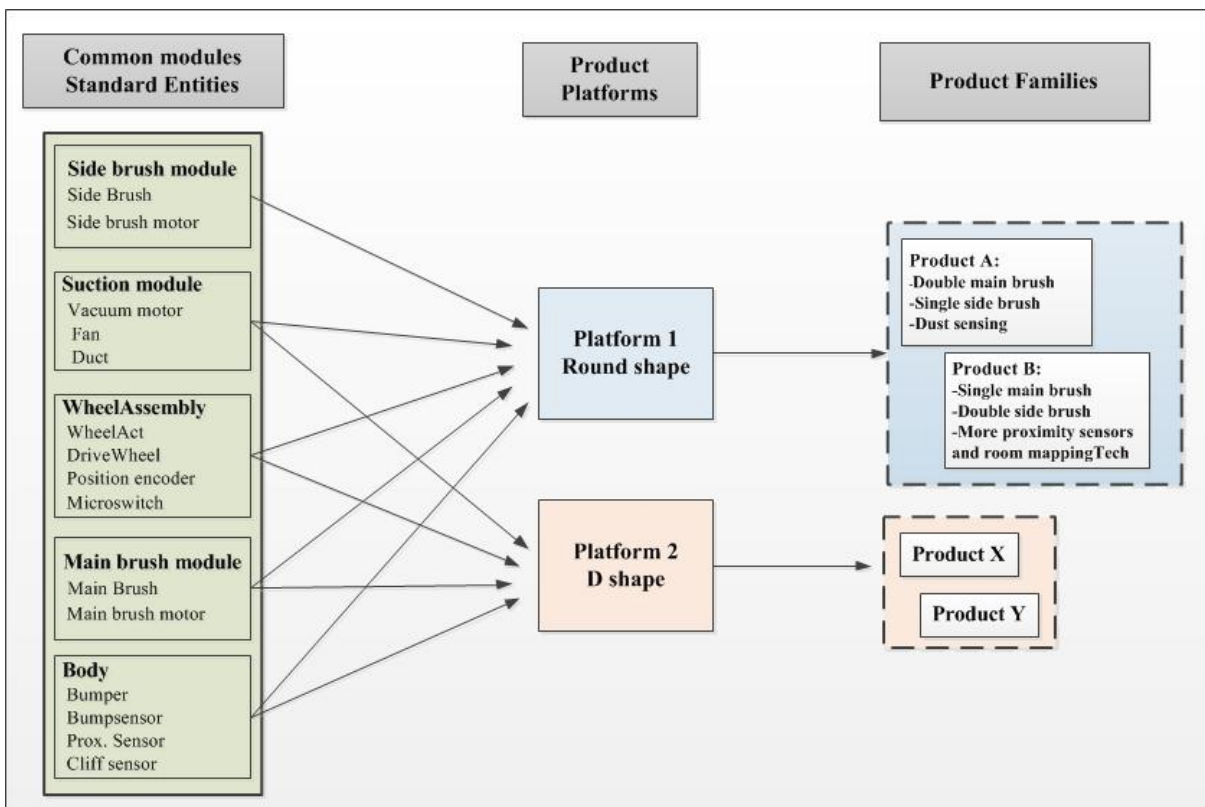 Common modules
Standard Entities
Product
Platforms
Product Families
Side brush module
Side Brush
Side brush motor
Suction module
Vacuum motor
Fan
Duct
WheelAssembly
WheelAct
DriveWheel
Position encoder
Microswitch
Main brush module
Main Brush
Main brush motor
Body
Bumper
Bumpsensor
Prox. Sensor
Cliff sensor
Platform 1
Round shape
Platform 2
D shape
Product A:
-Double main brush
-Single side brush
-Dust sensing
Product B:
-Single main brush
-Double side brush
-More proximity sensors
and room mappingTech
Product X
Product Y